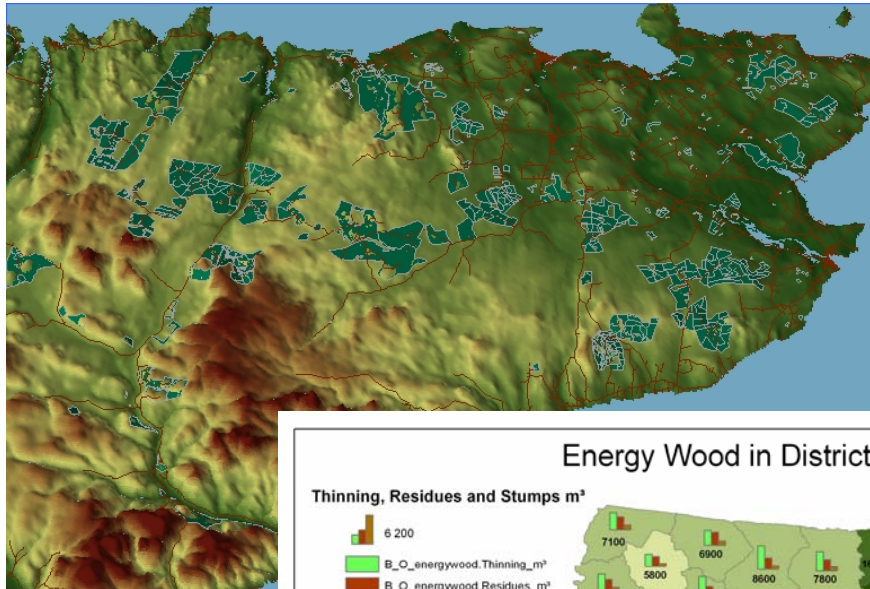 Energy Wood in District
Thinning, Residues and Stumps m³
6 200
B_O_energywood.Thinning_m³
B_O_energywood.Residues_m³
7100
6900
5800
8600
7800